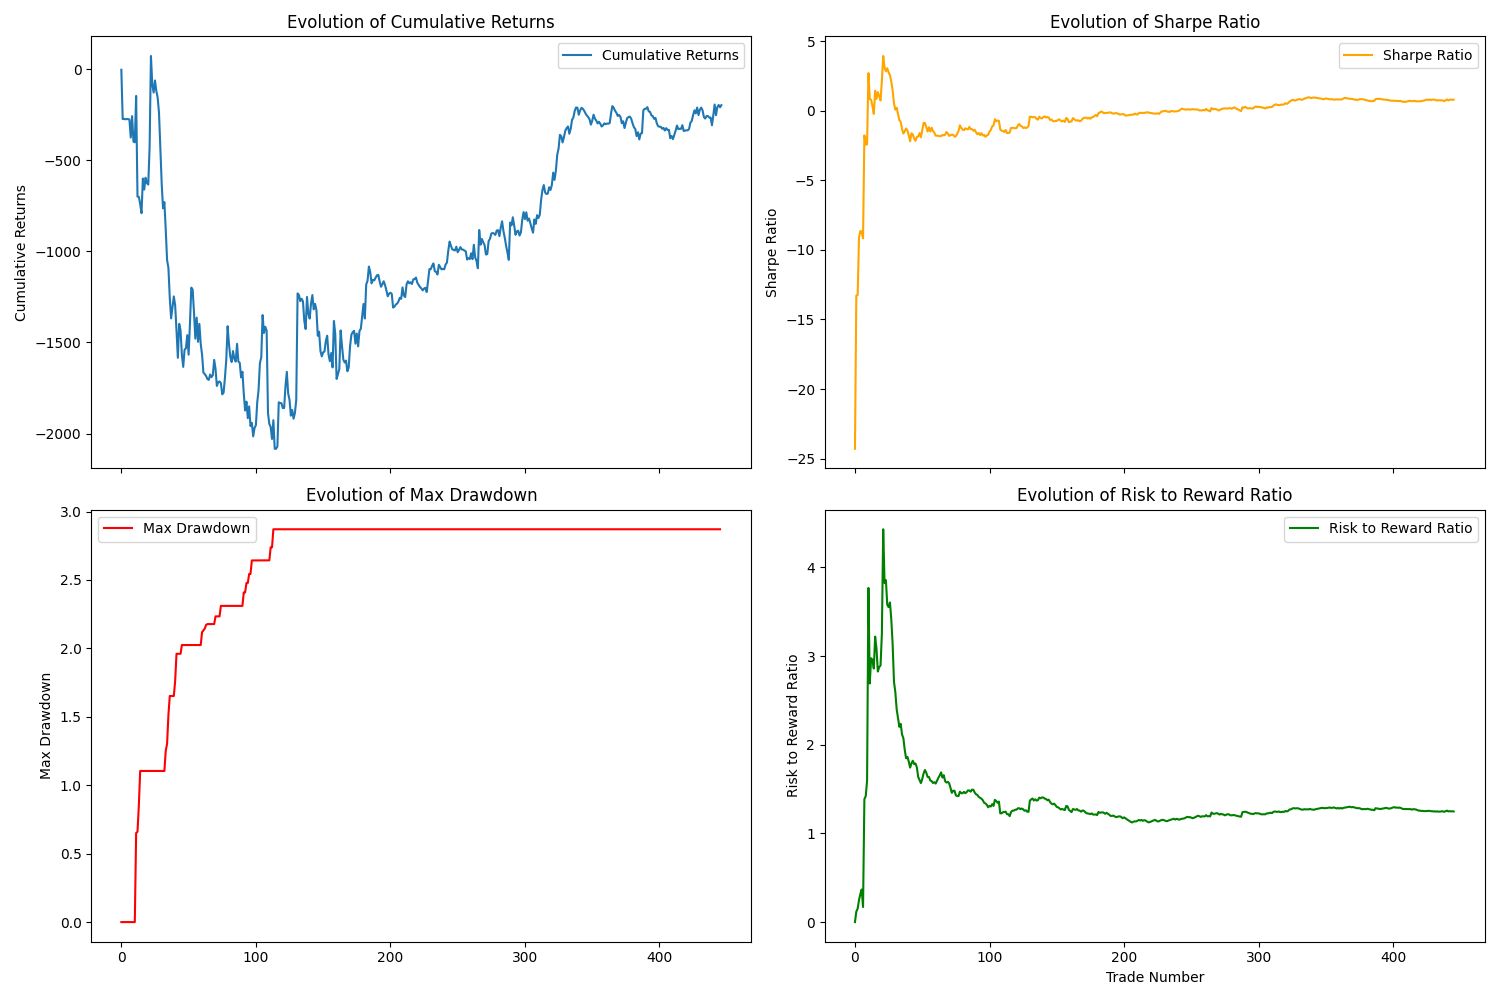 Evolution of Cumulative Returns
Cumulative Returns
Cumulative Returns
0
−500
−1000
−1500
−2000
Evolution of Sharpe Ratio
Sharpe Ratio
Sharpe Ratio
5
0
−5
−10
−15
−20
−25
Evolution of Max Drawdown
Max Drawdown
Max Drawdown
3.0
2.5
2.0
1.5
1.0
0.5
0.0
0 100 200 300 400
Evolution of Risk to Reward Ratio
Risk to Reward Ratio
Risk to Reward Ratio
4
3
2
1
0
0 100 200 300 400
Trade Number